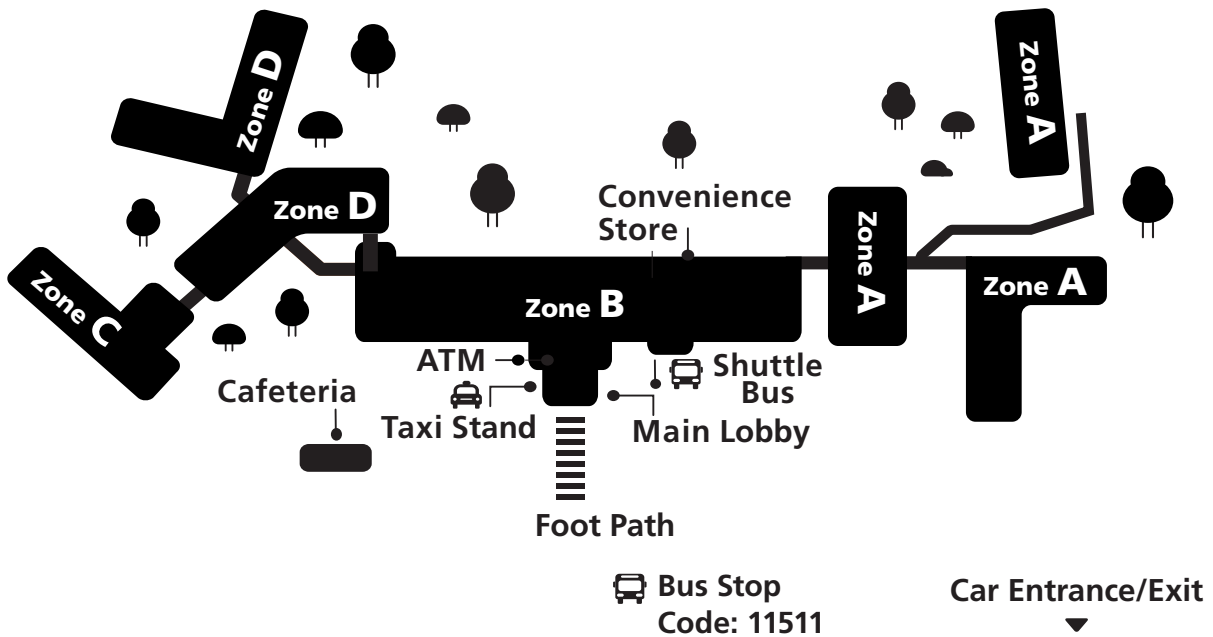 Zone D
Zone A
Convenience
Store
Zone D
Zone A
Zone C
Zone B
Zone A
ATM
Shuttle
Bus
Cafeteria
Taxi Stand
Main Lobby
Foot Path
Bus Stop
Code: 11511
Car Entrance/Exit